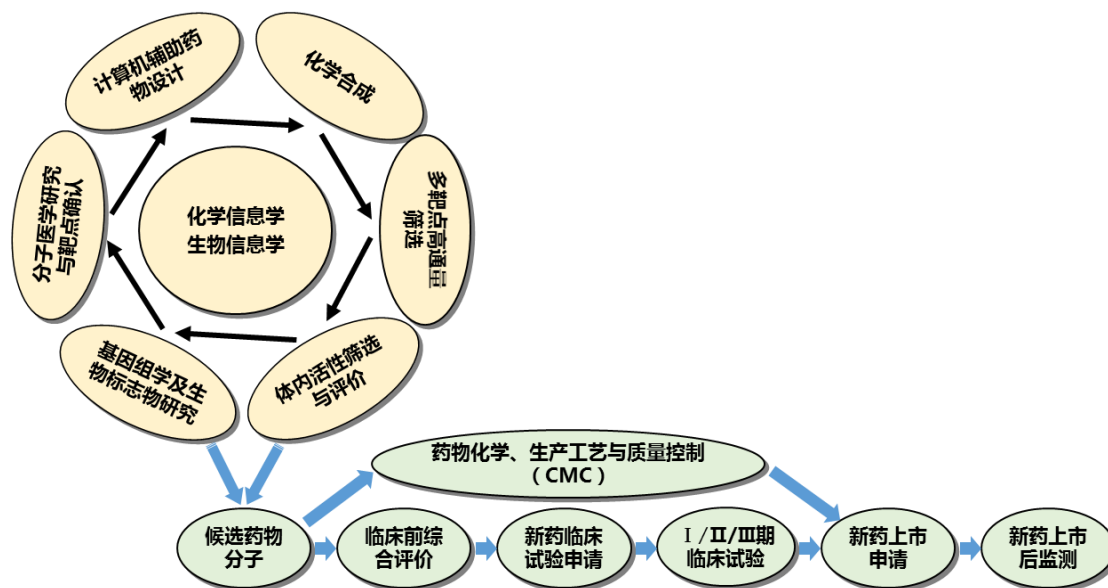 计算机辅助药
物设计
化学合成
分子医学研究
与靶点确认
化学信息学
生物信息学
多靶点高通量
筛选
基因组学及生
物标志物研究
体内活性筛选
与评价
药物化学、生产工艺与质量控制
（CMC）
候选药物
分子
临床前综
合评价
新药临床
试验申请
Ⅰ/Ⅱ/Ⅲ期
临床试验
新药上市
申请
新药上市
后监测